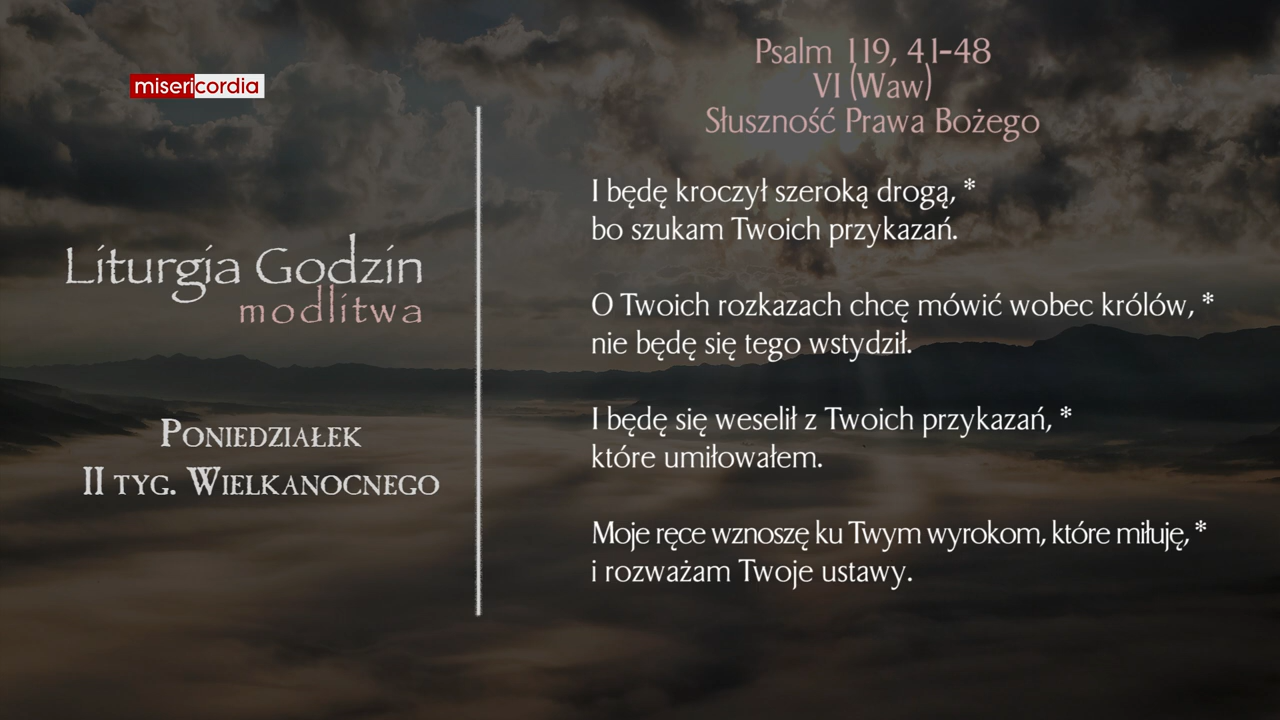 misericordia
Liturgia Godzin
modlitwa
Poniedziałek
II tyg. Wielkanocnego
Psalm 119, 41-48
VI (Waw)
Słuszność Prawa Bożego
I będę kroczył szeroką drogą, *
bo szukam Twoich przykazań.
O Twoich rozkazach chcę mówić wobec królów, *
nie będę się tego wstydził.
I będę się weselił z Twoich przykazań, *
które umiłowałem.
Moje ręce wznoszę ku Twym wyrokom, które miłuję, *
i rozważam Twoje ustawy.